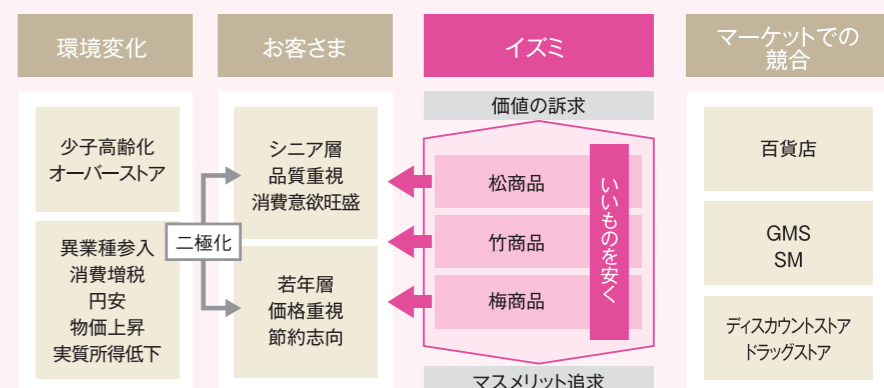 環境変化
少子高齢化
オーバーストア
異業種参入
消費増税
円安
物価上昇
実質所得低下
二極化
お客さま
シニア層
品質重視
消費意欲旺盛
若年層
価格重視
節約志向
イズミ
価値の訴求
松商品
竹商品
梅商品
いいものを安く
マスメリット追求
マーケットでの
競合
百貨店
GMS
SM
ディスカウントストア
ドラッグストア